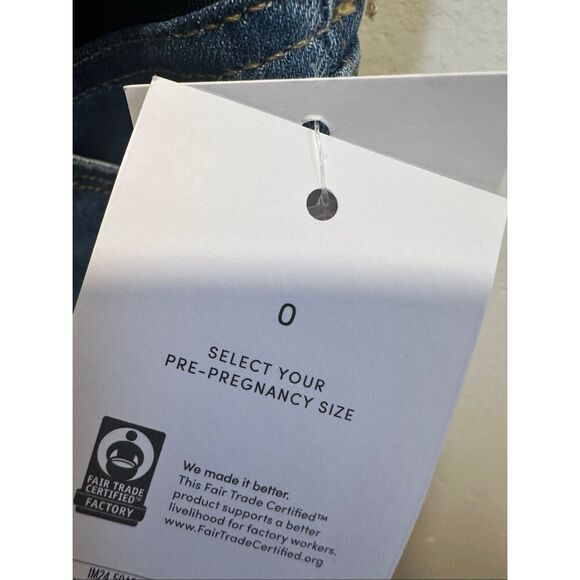 0
SELECT YOUR
PRE-PREGNANCY SIZE
FAIR TRADE
CERTIFIED™
FACTORY
We made it better.
This Fair Trade Certified™
product supports a better
livelihood for factory workers.
www.FairTradeCertified.org